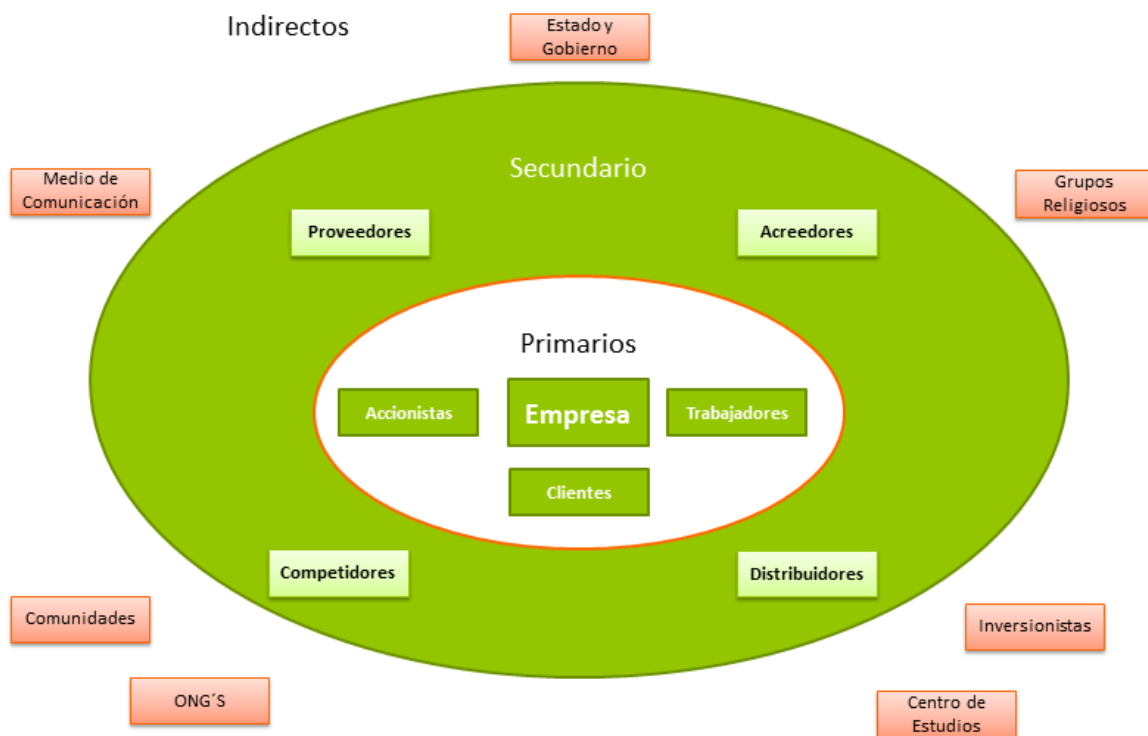 Indirectos
Estado y
Gobierno
Medio de
Comunicación
Secundario
Grupos
Religiosos
Proveedores
Acreedores
Primarios
Accionistas
Empresa
Trabajadores
Clientes
Competidores
Distribuidores
Comunidades
Inversionistas
ONG´S
Centro de
Estudios